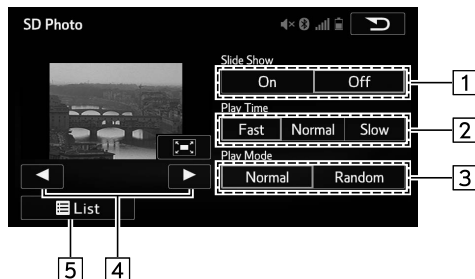 SD Photo
Slide Show
On Off
1
Play Time
Fast Normal Slow
2
Play Mode
Normal Random
3
List
5 4